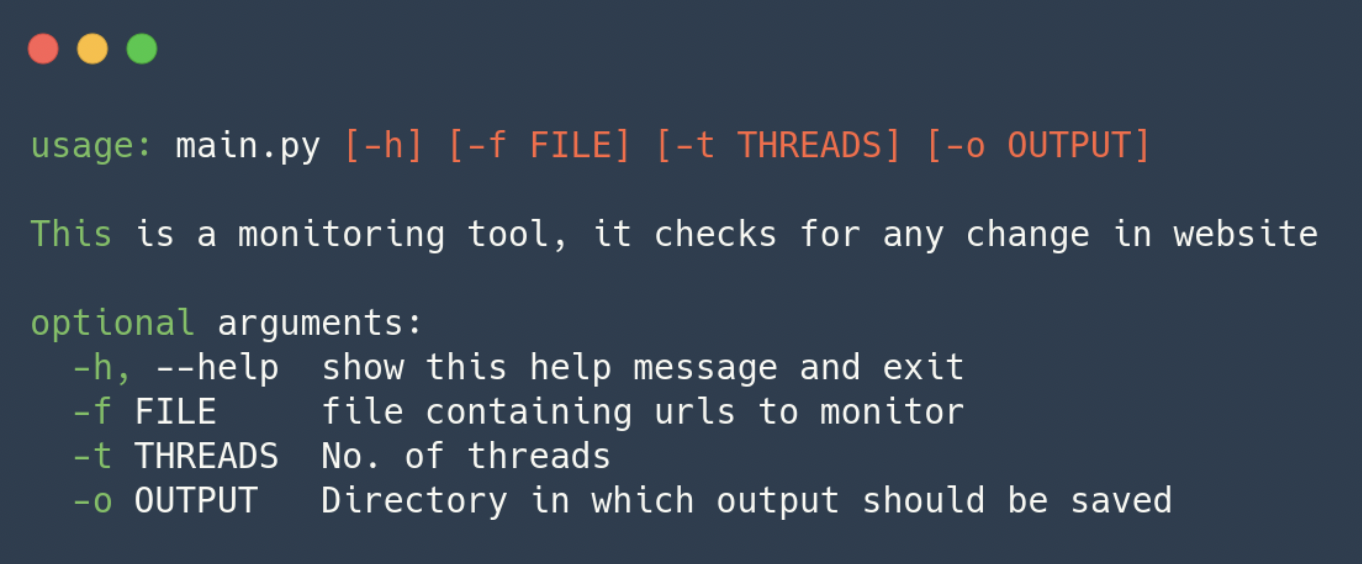 usage: main.py [-h] [-f FILE] [-t THREADS] [-o OUTPUT]
This is a monitoring tool, it checks for any change in website
optional arguments:
-h, --help show this help message and exit
-f FILE file containing urls to monitor
-t THREADS No. of threads
-o OUTPUT Directory in which output should be saved